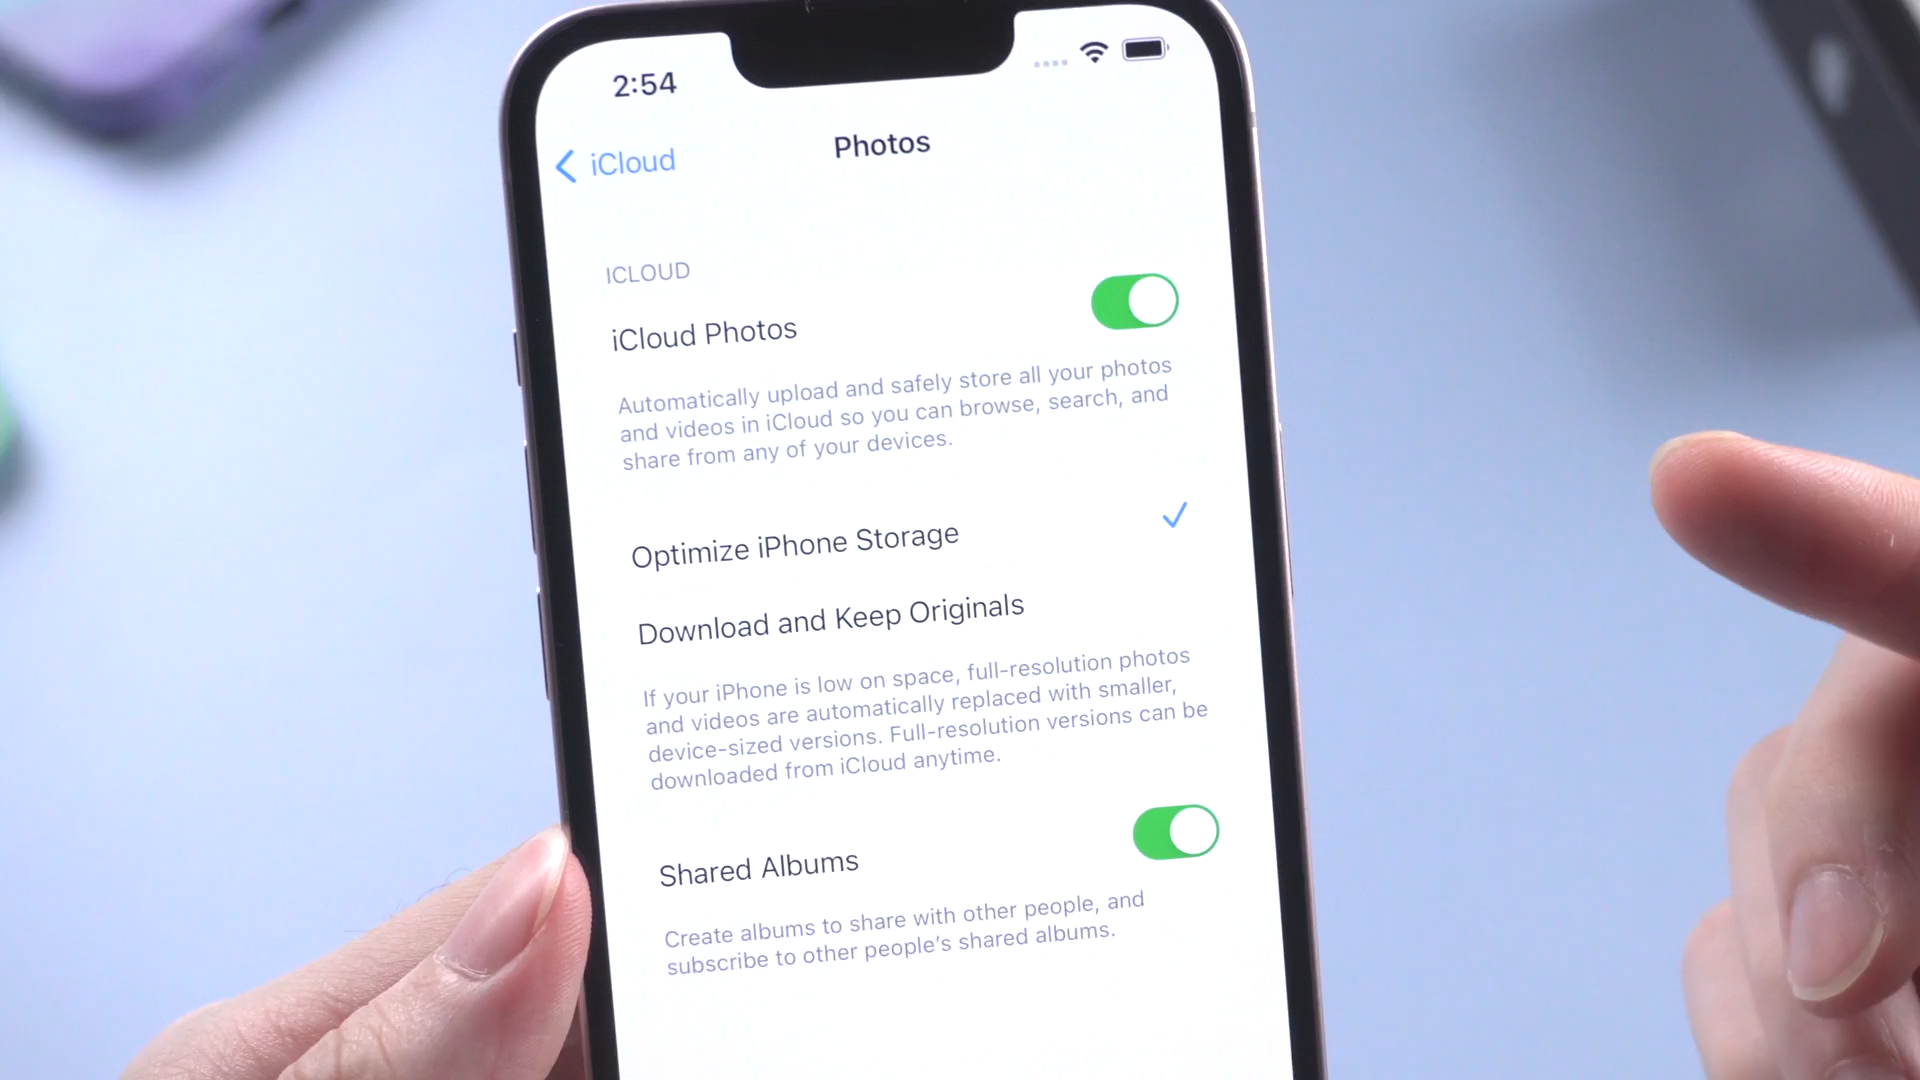 2:54
iCloud
Photos
ICLOUD
iCloud Photos
Automatically upload and safely store all your photos
and videos in iCloud so you can browse, search, and
share from any of your devices.
Optimize iPhone Storage
Download and Keep Originals
If your iPhone is low on space, full-resolution photos
and videos are automatically replaced with smaller,
device-sized versions. Full-resolution versions can be
downloaded from iCloud anytime.
Shared Albums
Create albums to share with other people, and
subscribe to other people’s shared albums.